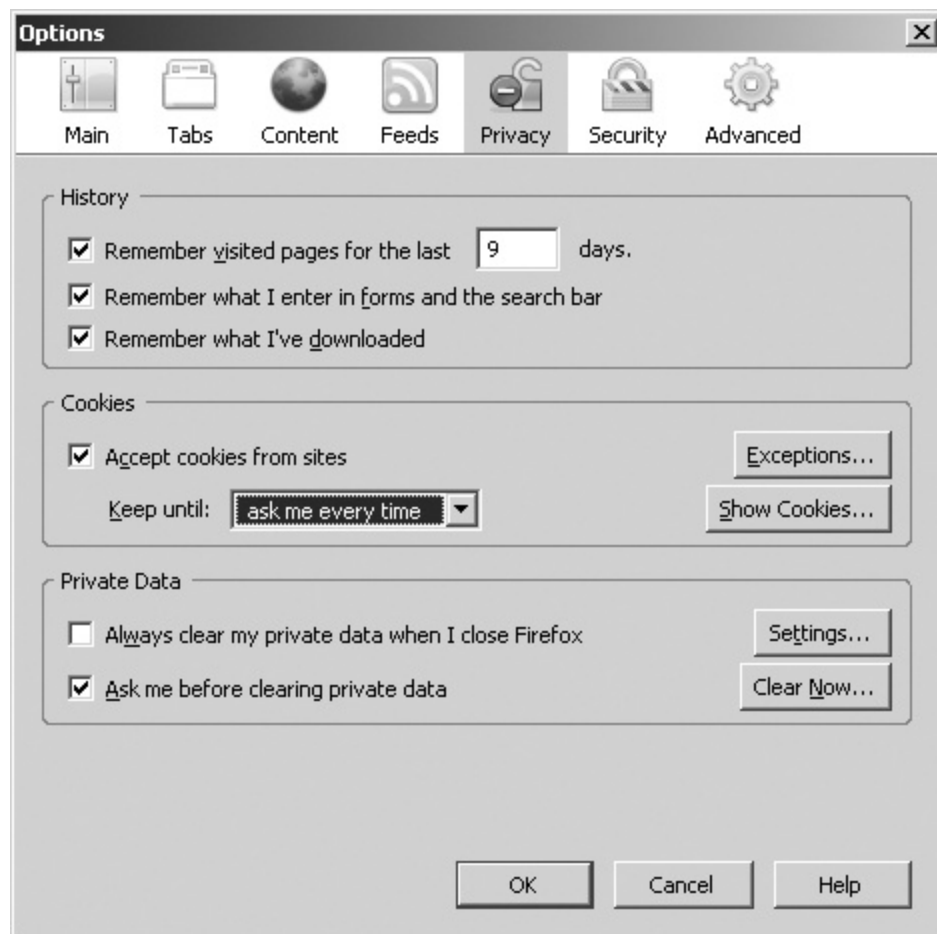 Options
Main Tabs Content Feeds Privacy Security Advanced
History
Remember visited pages for the last 9 days.
Remember what I enter in forms and the search bar
Remember what I've downloaded
Cookies
Accept cookies from sites Exceptions...
Keep until: ask me every time Show Cookies...
Private Data
Always clear my private data when I close Firefox Settings...
Ask me before clearing private data Clear Now...
OK Cancel Help